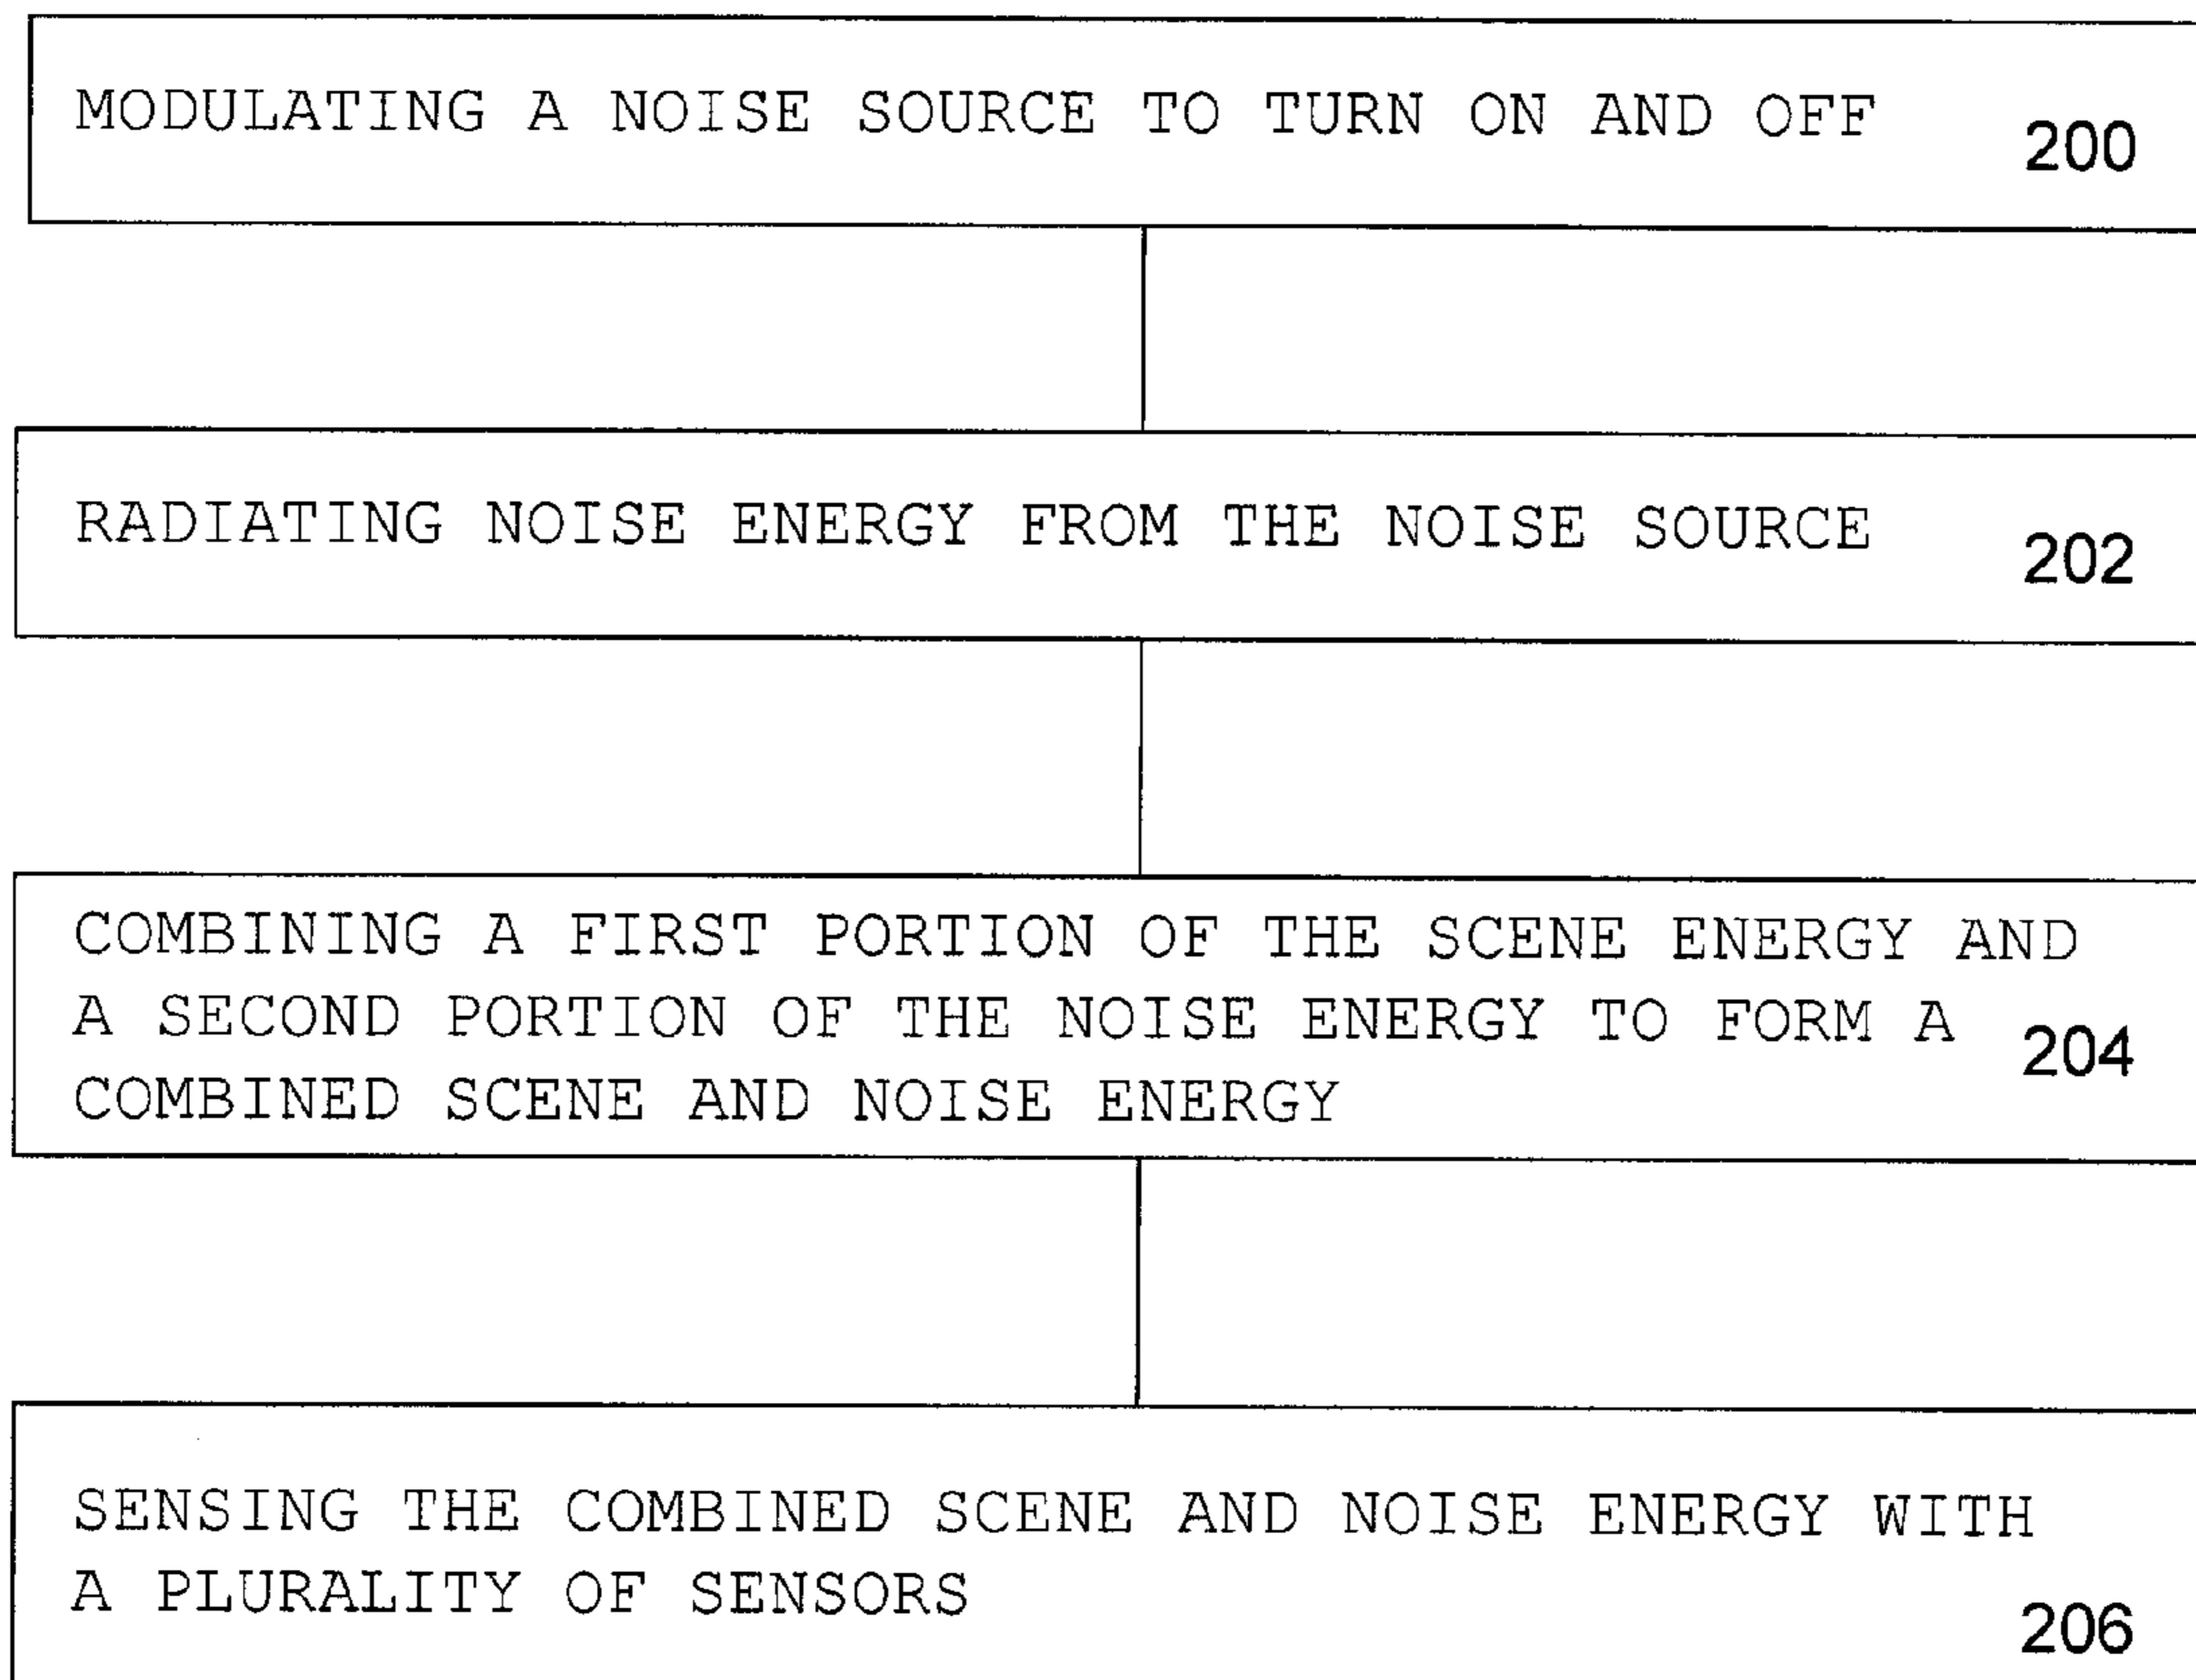 MODULATING A NOISE SOURCE TO TURN ON AND OFF
200
RADIATING NOISE ENERGY FROM THE NOISE SOURCE
202
COMBINING A FIRST PORTION OF THE SCENE ENERGY AND
A SECOND PORTION OF THE NOISE ENERGY TO FORM A
204
COMBINED SCENE AND NOISE ENERGY
SENSING THE COMBINED SCENE AND NOISE ENERGY WITH
A PLURALITY OF SENSORS
206